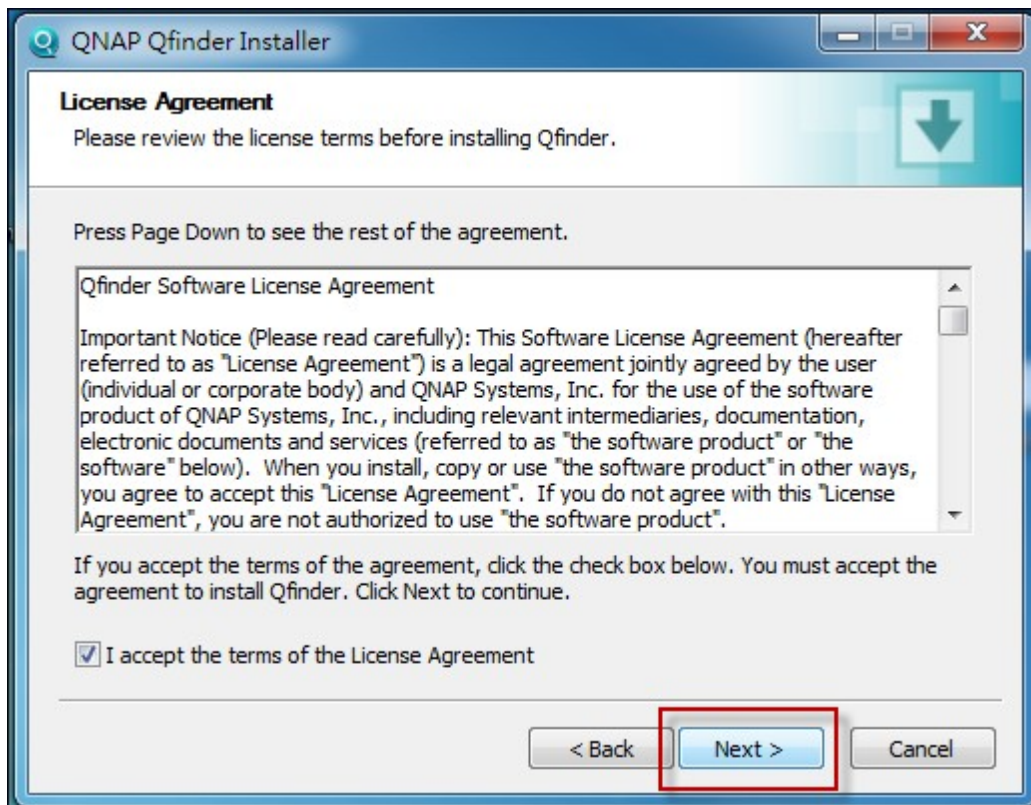 QNAP Qfinder Installer
License Agreement
Please review the license terms before installing Qfinder.
Press Page Down to see the rest of the agreement.
Qfinder Software License Agreement
Important Notice (Please read carefully): This Software License Agreement (hereafter
referred to as "License Agreement") is a legal agreement jointly agreed by the user
(individual or corporate body) and QNAP Systems, Inc. for the use of the software
product of QNAP Systems, Inc., including relevant intermediaries, documentation,
electronic documents and services (referred to as "the software product" or "the
software" below).  When you install, copy or use "the software product" in other ways,
you agree to accept this "License Agreement".  If you do not agree with this "License
Agreement", you are not authorized to use "the software product".
If you accept the terms of the agreement, click the check box below. You must accept the
agreement to install Qfinder. Click Next to continue.
I accept the terms of the License Agreement
< Back Next > Cancel